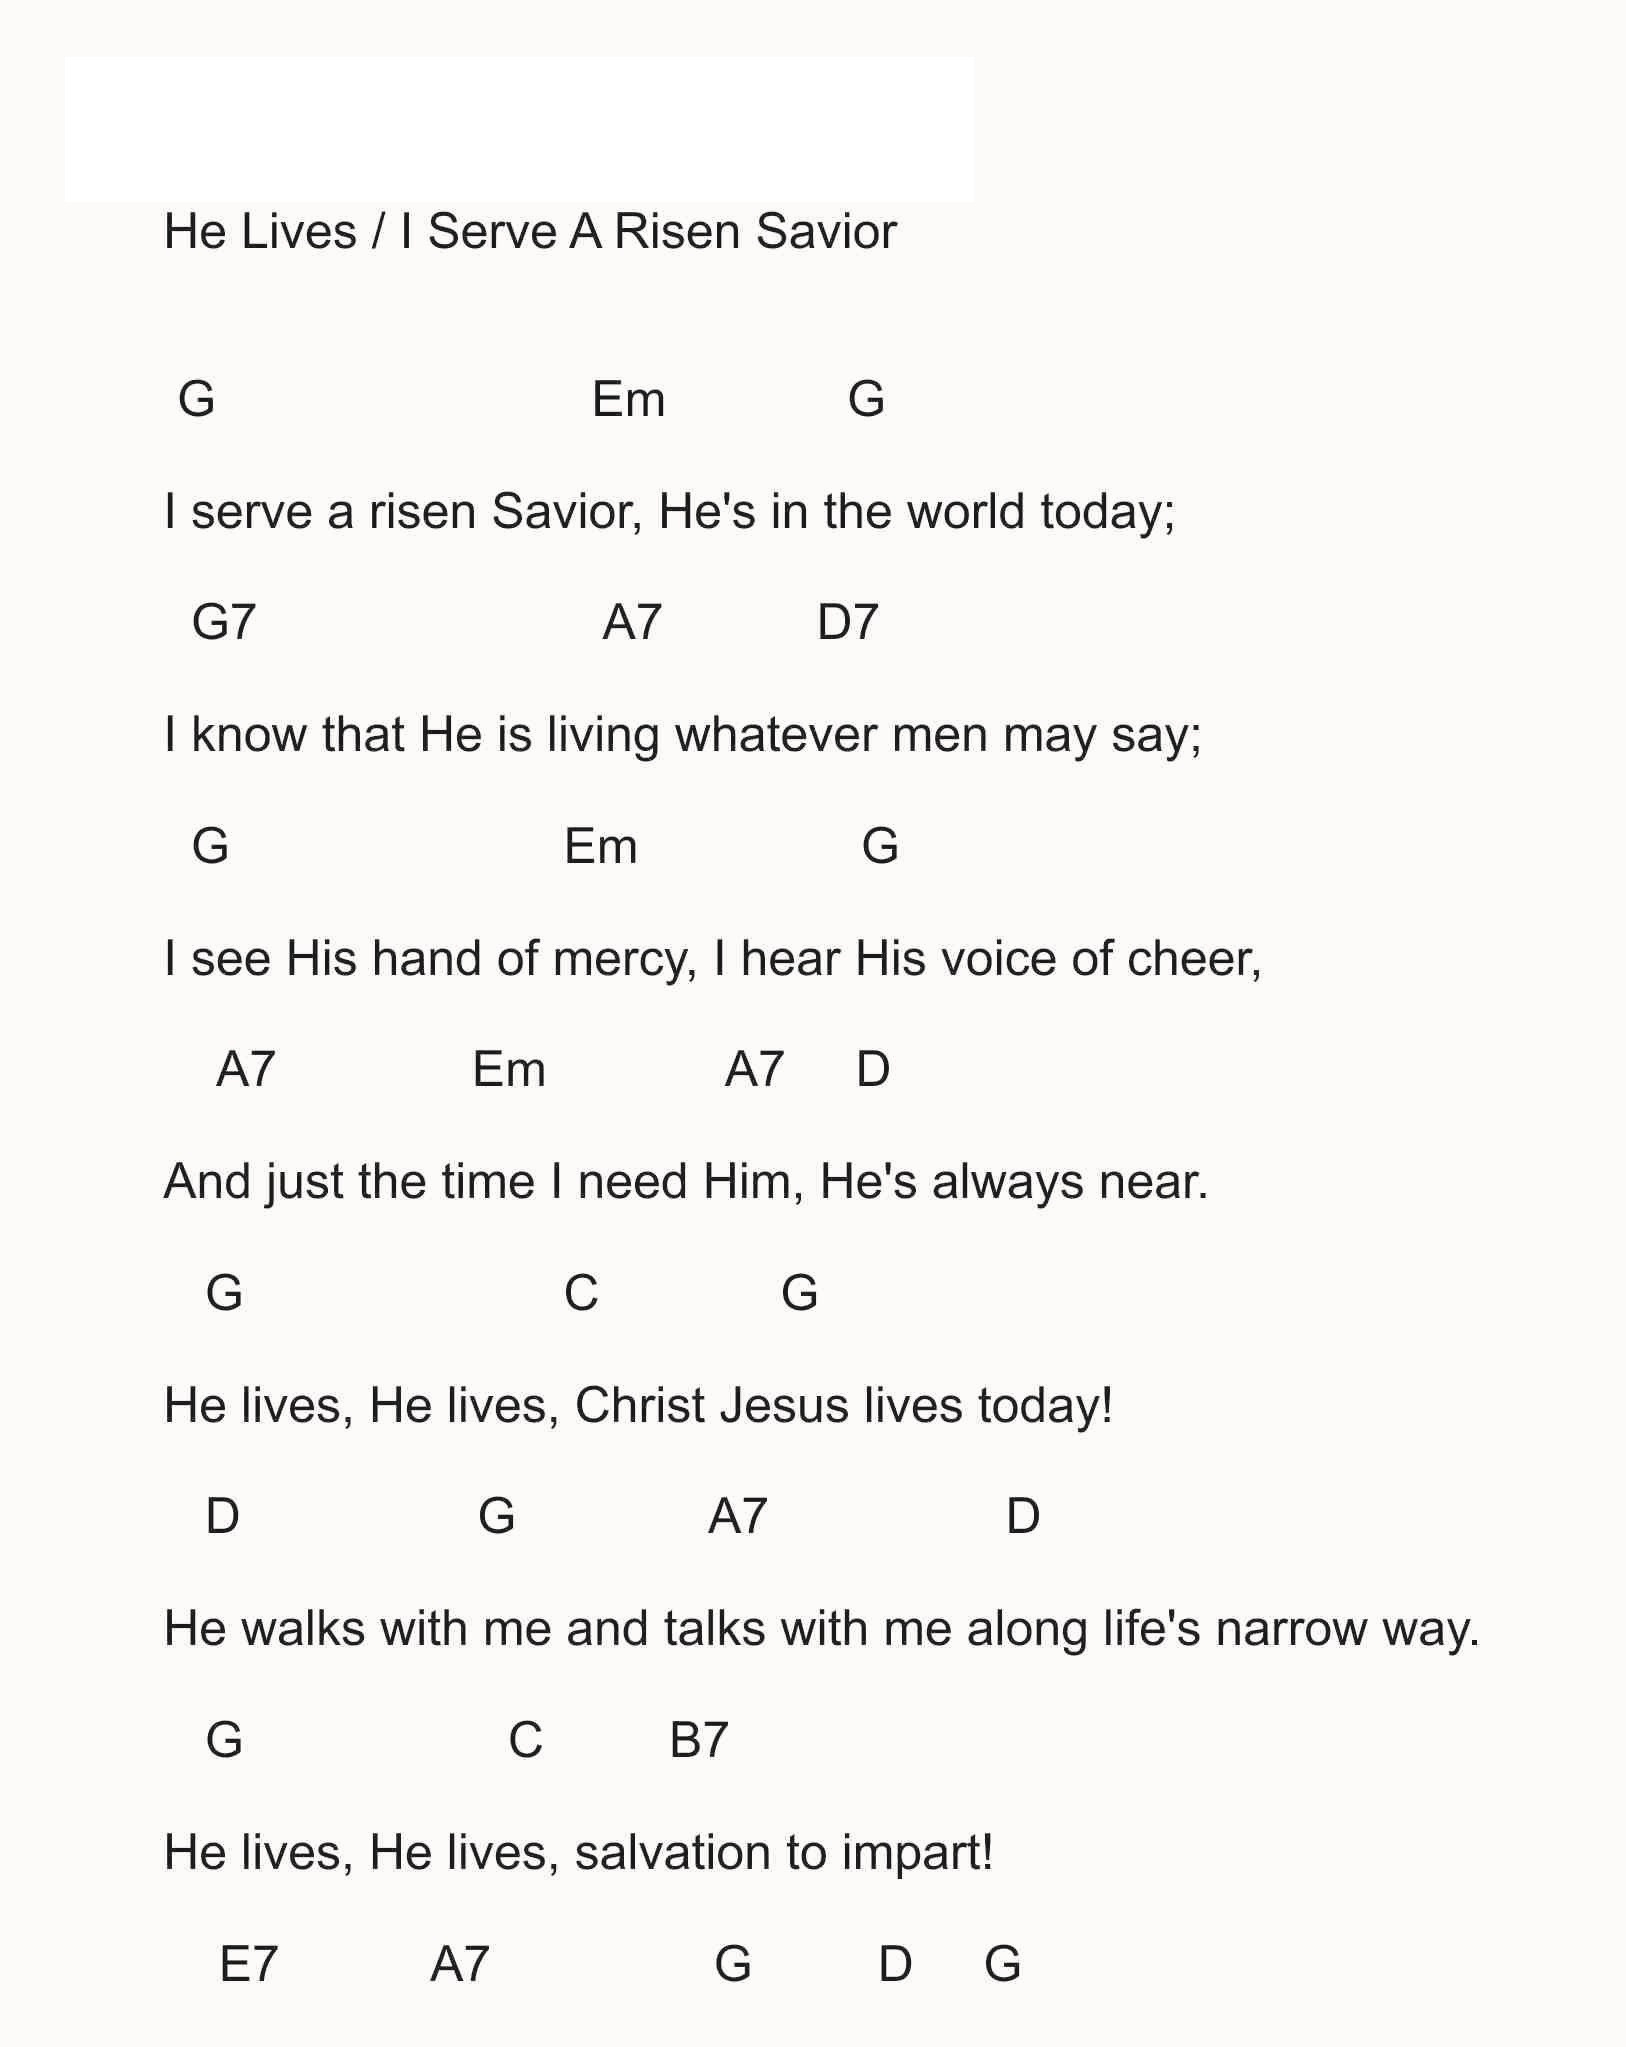 He Lives / I Serve A Risen Savior
G Em G
I serve a risen Savior, He's in the world today;
G7 A7 D7
I know that He is living whatever men may say;
G Em G
I see His hand of mercy, I hear His voice of cheer,
A7 Em A7 D
And just the time I need Him, He's always near.
G C G
He lives, He lives, Christ Jesus lives today!
D G A7 D
He walks with me and talks with me along life's narrow way.
G C B7
He lives, He lives, salvation to impart!
E7 A7 G D G